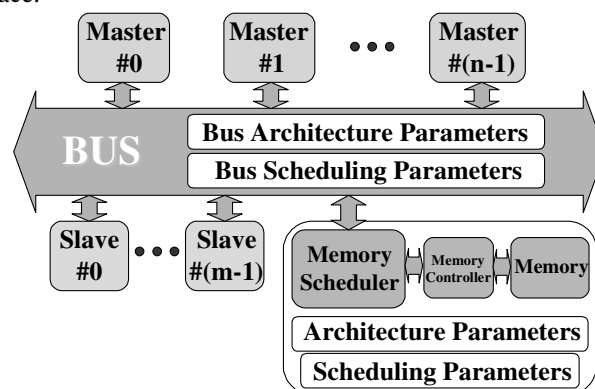 ace.
Master
#0
Master
#1
Master
#(n-1)
BUS
Bus Architecture Parameters
Bus Scheduling Parameters
Slave
#0
Slave
#(m-1)
Memory
Scheduler
Memory
Controller
Memory
Architecture Parameters
Scheduling Parameters